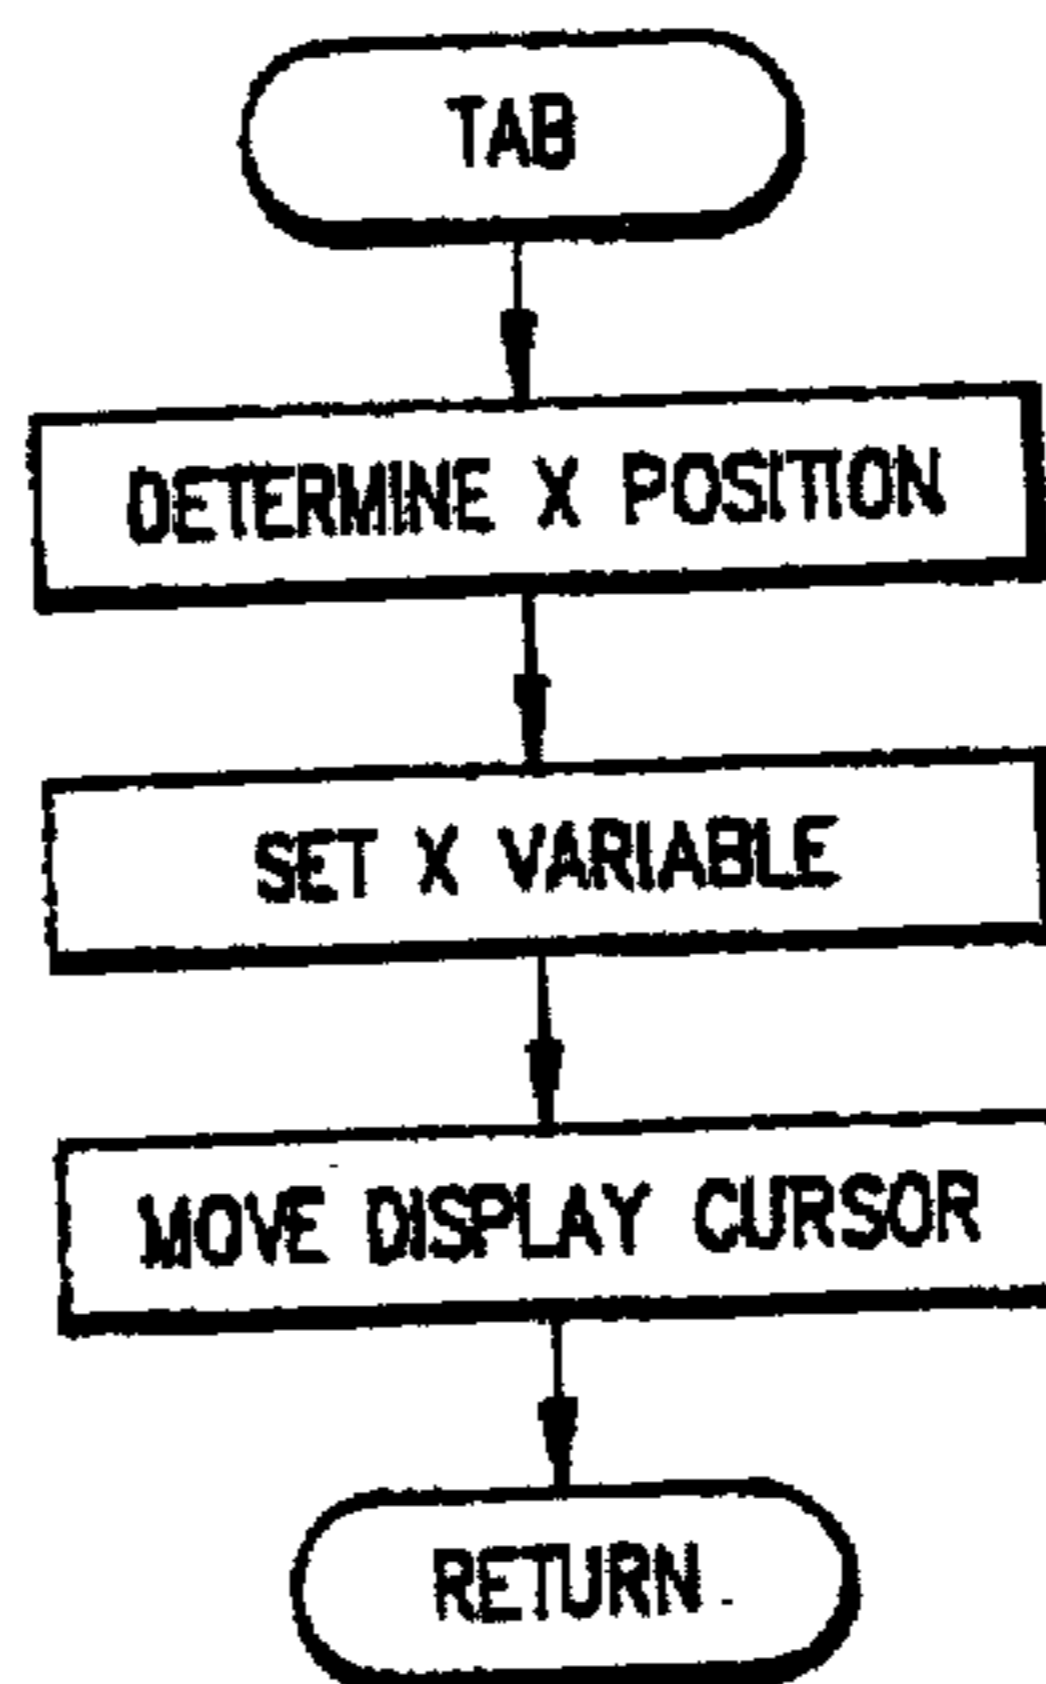 TAB
DETERMINE X POSITION
SET X VARIABLE
MOVE DISPLAY CURSOR
RETURN